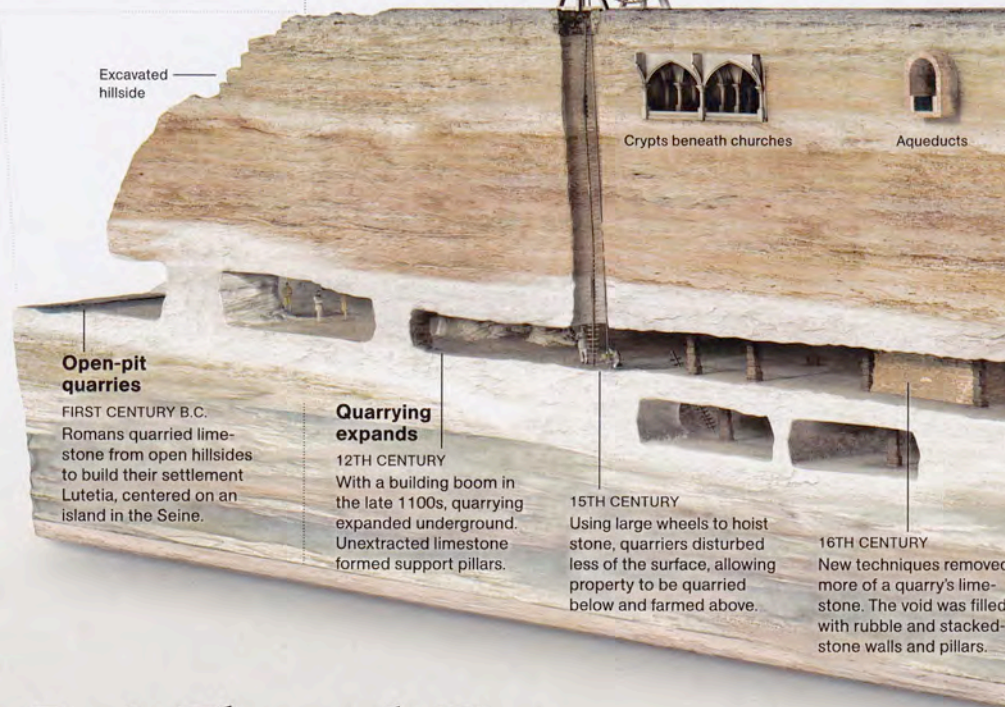 Excavated
hillside
Crypts beneath churches
Aqueducts
Open-pit
quarries
FIRST CENTURY B.C.
Romans quarried lime-
stone from open hillsides
to build their settlement
Lutetia, centered on an
island in the Seine.
Quarrying
expands
12TH CENTURY
With a building boom in
the late 1100s, quarrying
expanded underground.
Unextracted limestone
formed support pillars.
15TH CENTURY
Using large wheels to hoist
stone, quarriers disturbed
less of the surface, allowing
property to be quarried
below and farmed above.
16TH CENTURY
New techniques removed
more of a quarry's lime-
stone. The void was filled
with rubble and stacked-
stone walls and pillars.